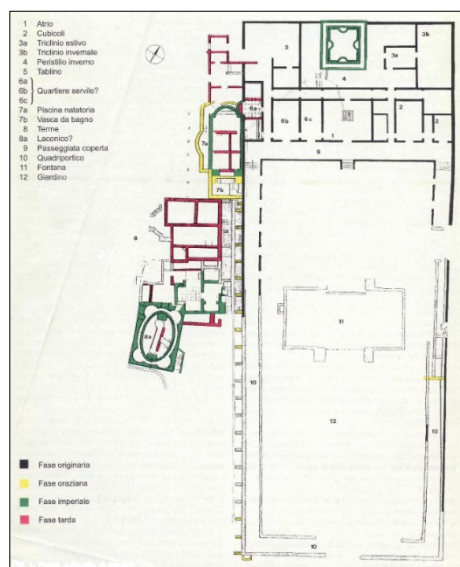 1 Atrio
2 Cubicoli
3a Triclinio estivo
3b Triclinio invernale
4 Peristilio inverno
5 Tablino
6a
6b Quartiere servile?
6c
7a Piscina natatoria
7b Vasca da bagno
8 Terme
8a Laconico?
9 Passeggiata coperta
10 Quadriportico
11 Fontana
12 Giardino
5
3b
3a
4
6a
6b
6c
1
2
2
9
7a
7b
8
8a
11
10
10
12
10
Fase originaria
Fase oraziana
Fase imperiale
Fase tarda